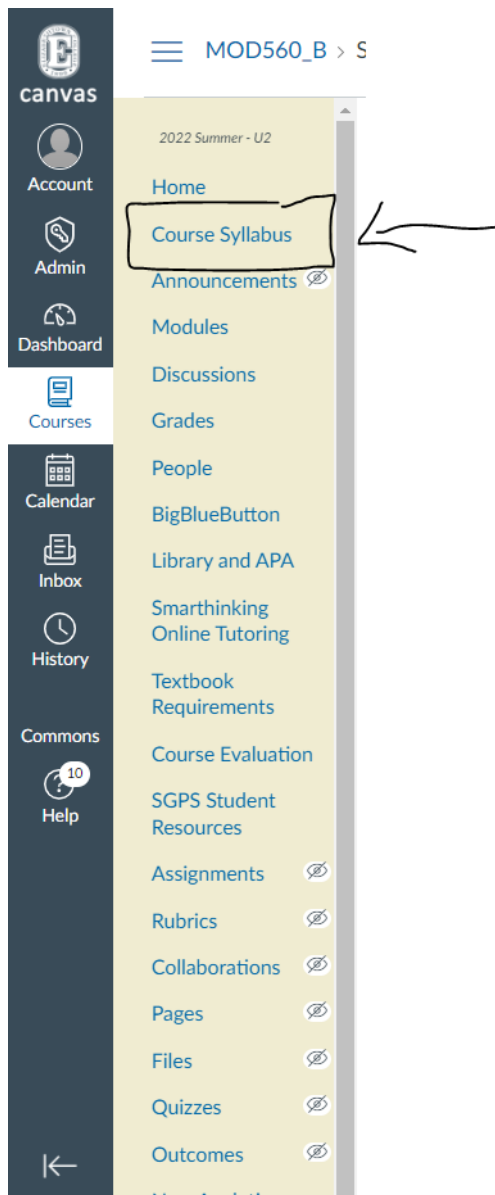 E
canvas
Account
Admin
Dashboard
Courses
Calendar
Inbox
History
Commons
10
Help
MOD560_B > S
2022 Summer - U2
Home
Course Syllabus
Announcements
Modules
Discussions
Grades
People
BigBlueButton
Library and APA
Smarthinking
Online Tutoring
Textbook
Requirements
Course Evaluation
SGPS Student
Resources
Assignments
Rubrics
Collaborations
Pages
Files
Quizzes
Outcomes